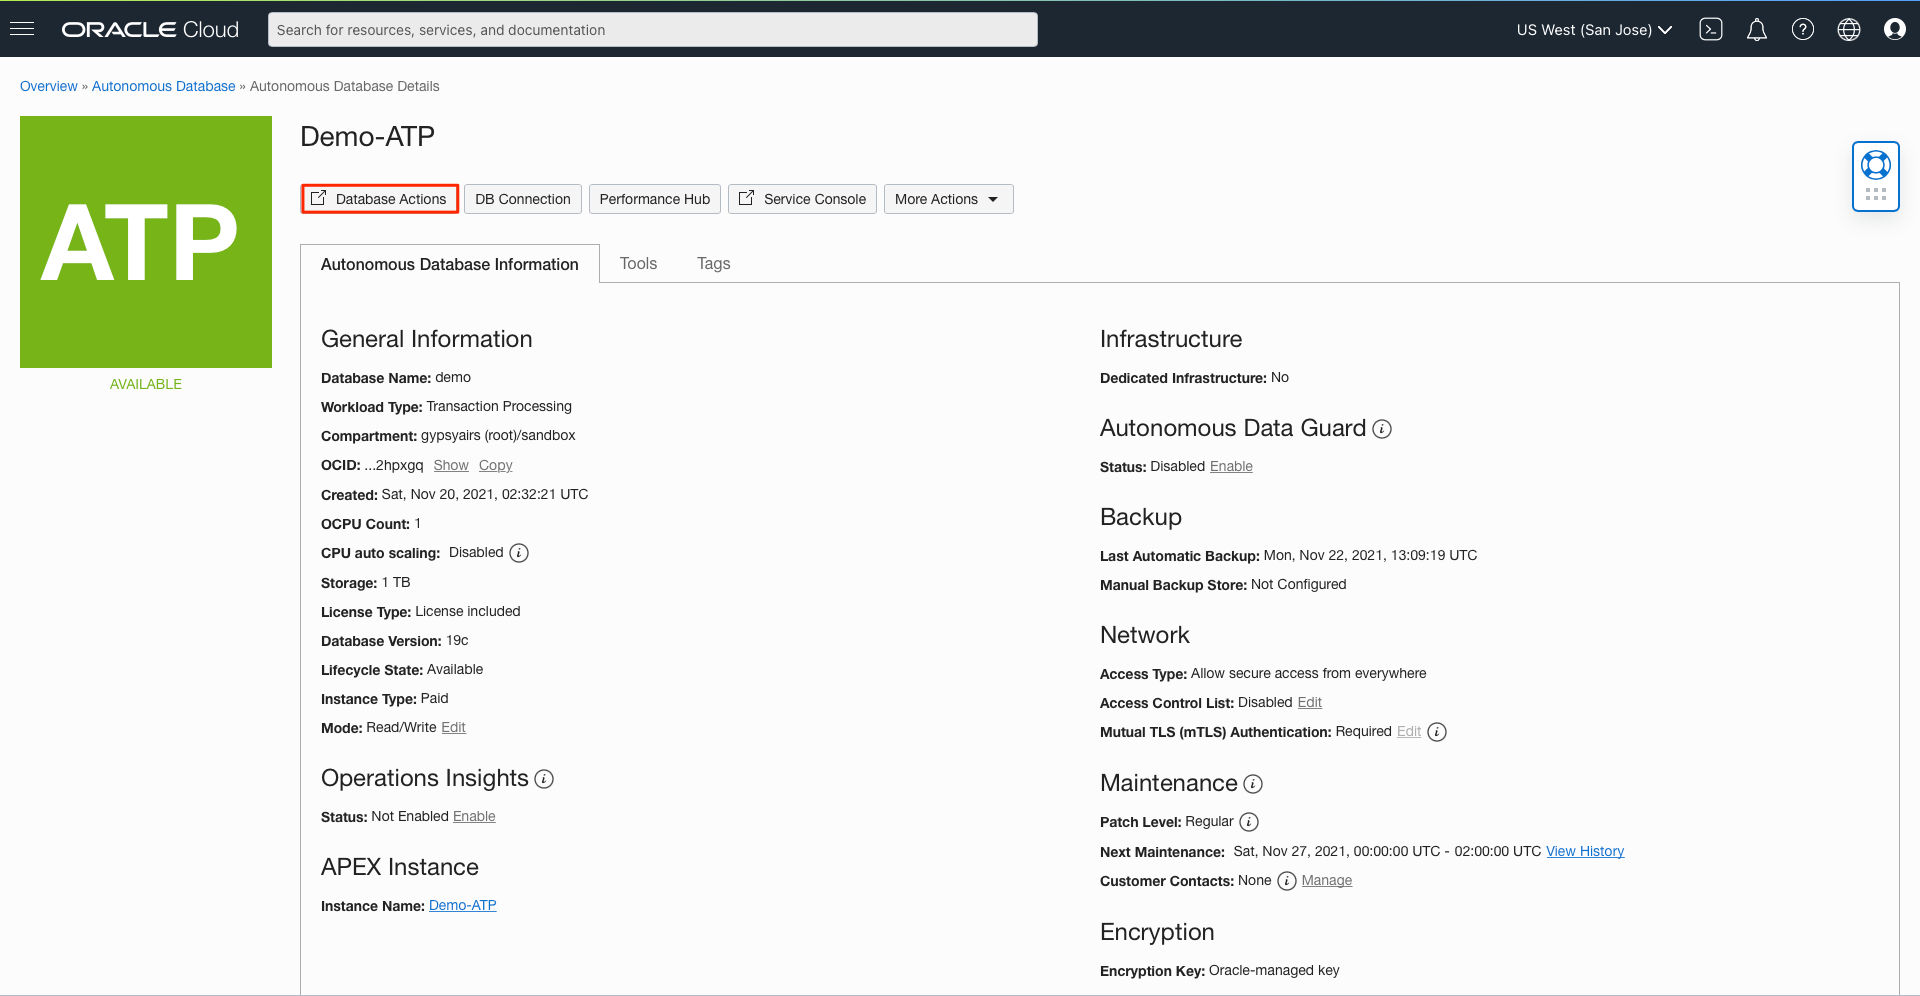 ORACLE Cloud
Search for resources, services, and documentation
US West (San Jose)
Overview » Autonomous Database » Autonomous Database Details
ATP
AVAILABLE
Demo-ATP
Database Actions
DB Connection
Performance Hub
Service Console
More Actions
Autonomous Database Information
Tools
Tags
General Information
Database Name: demo
Workload Type: Transaction Processing
Compartment: gypsyairs (root)/sandbox
OCID: ...2hpxgq Show Copy
Created: Sat, Nov 20, 2021, 02:32:21 UTC
OCPU Count: 1
CPU auto scaling: Disabled
Storage: 1 TB
License Type: License included
Database Version: 19c
Lifecycle State: Available
Instance Type: Paid
Mode: Read/Write Edit
Operations Insights
Status: Not Enabled Enable
APEX Instance
Instance Name: Demo-ATP
Infrastructure
Dedicated Infrastructure: No
Autonomous Data Guard
Status: Disabled Enable
Backup
Last Automatic Backup: Mon, Nov 22, 2021, 13:09:19 UTC
Manual Backup Store: Not Configured
Network
Access Type: Allow secure access from everywhere
Access Control List: Disabled Edit
Mutual TLS (mTLS) Authentication: Required Edit
Maintenance
Patch Level: Regular
Next Maintenance: Sat, Nov 27, 2021, 00:00:00 UTC - 02:00:00 UTC View History
Customer Contacts: None Manage
Encryption
Encryption Key: Oracle-managed key